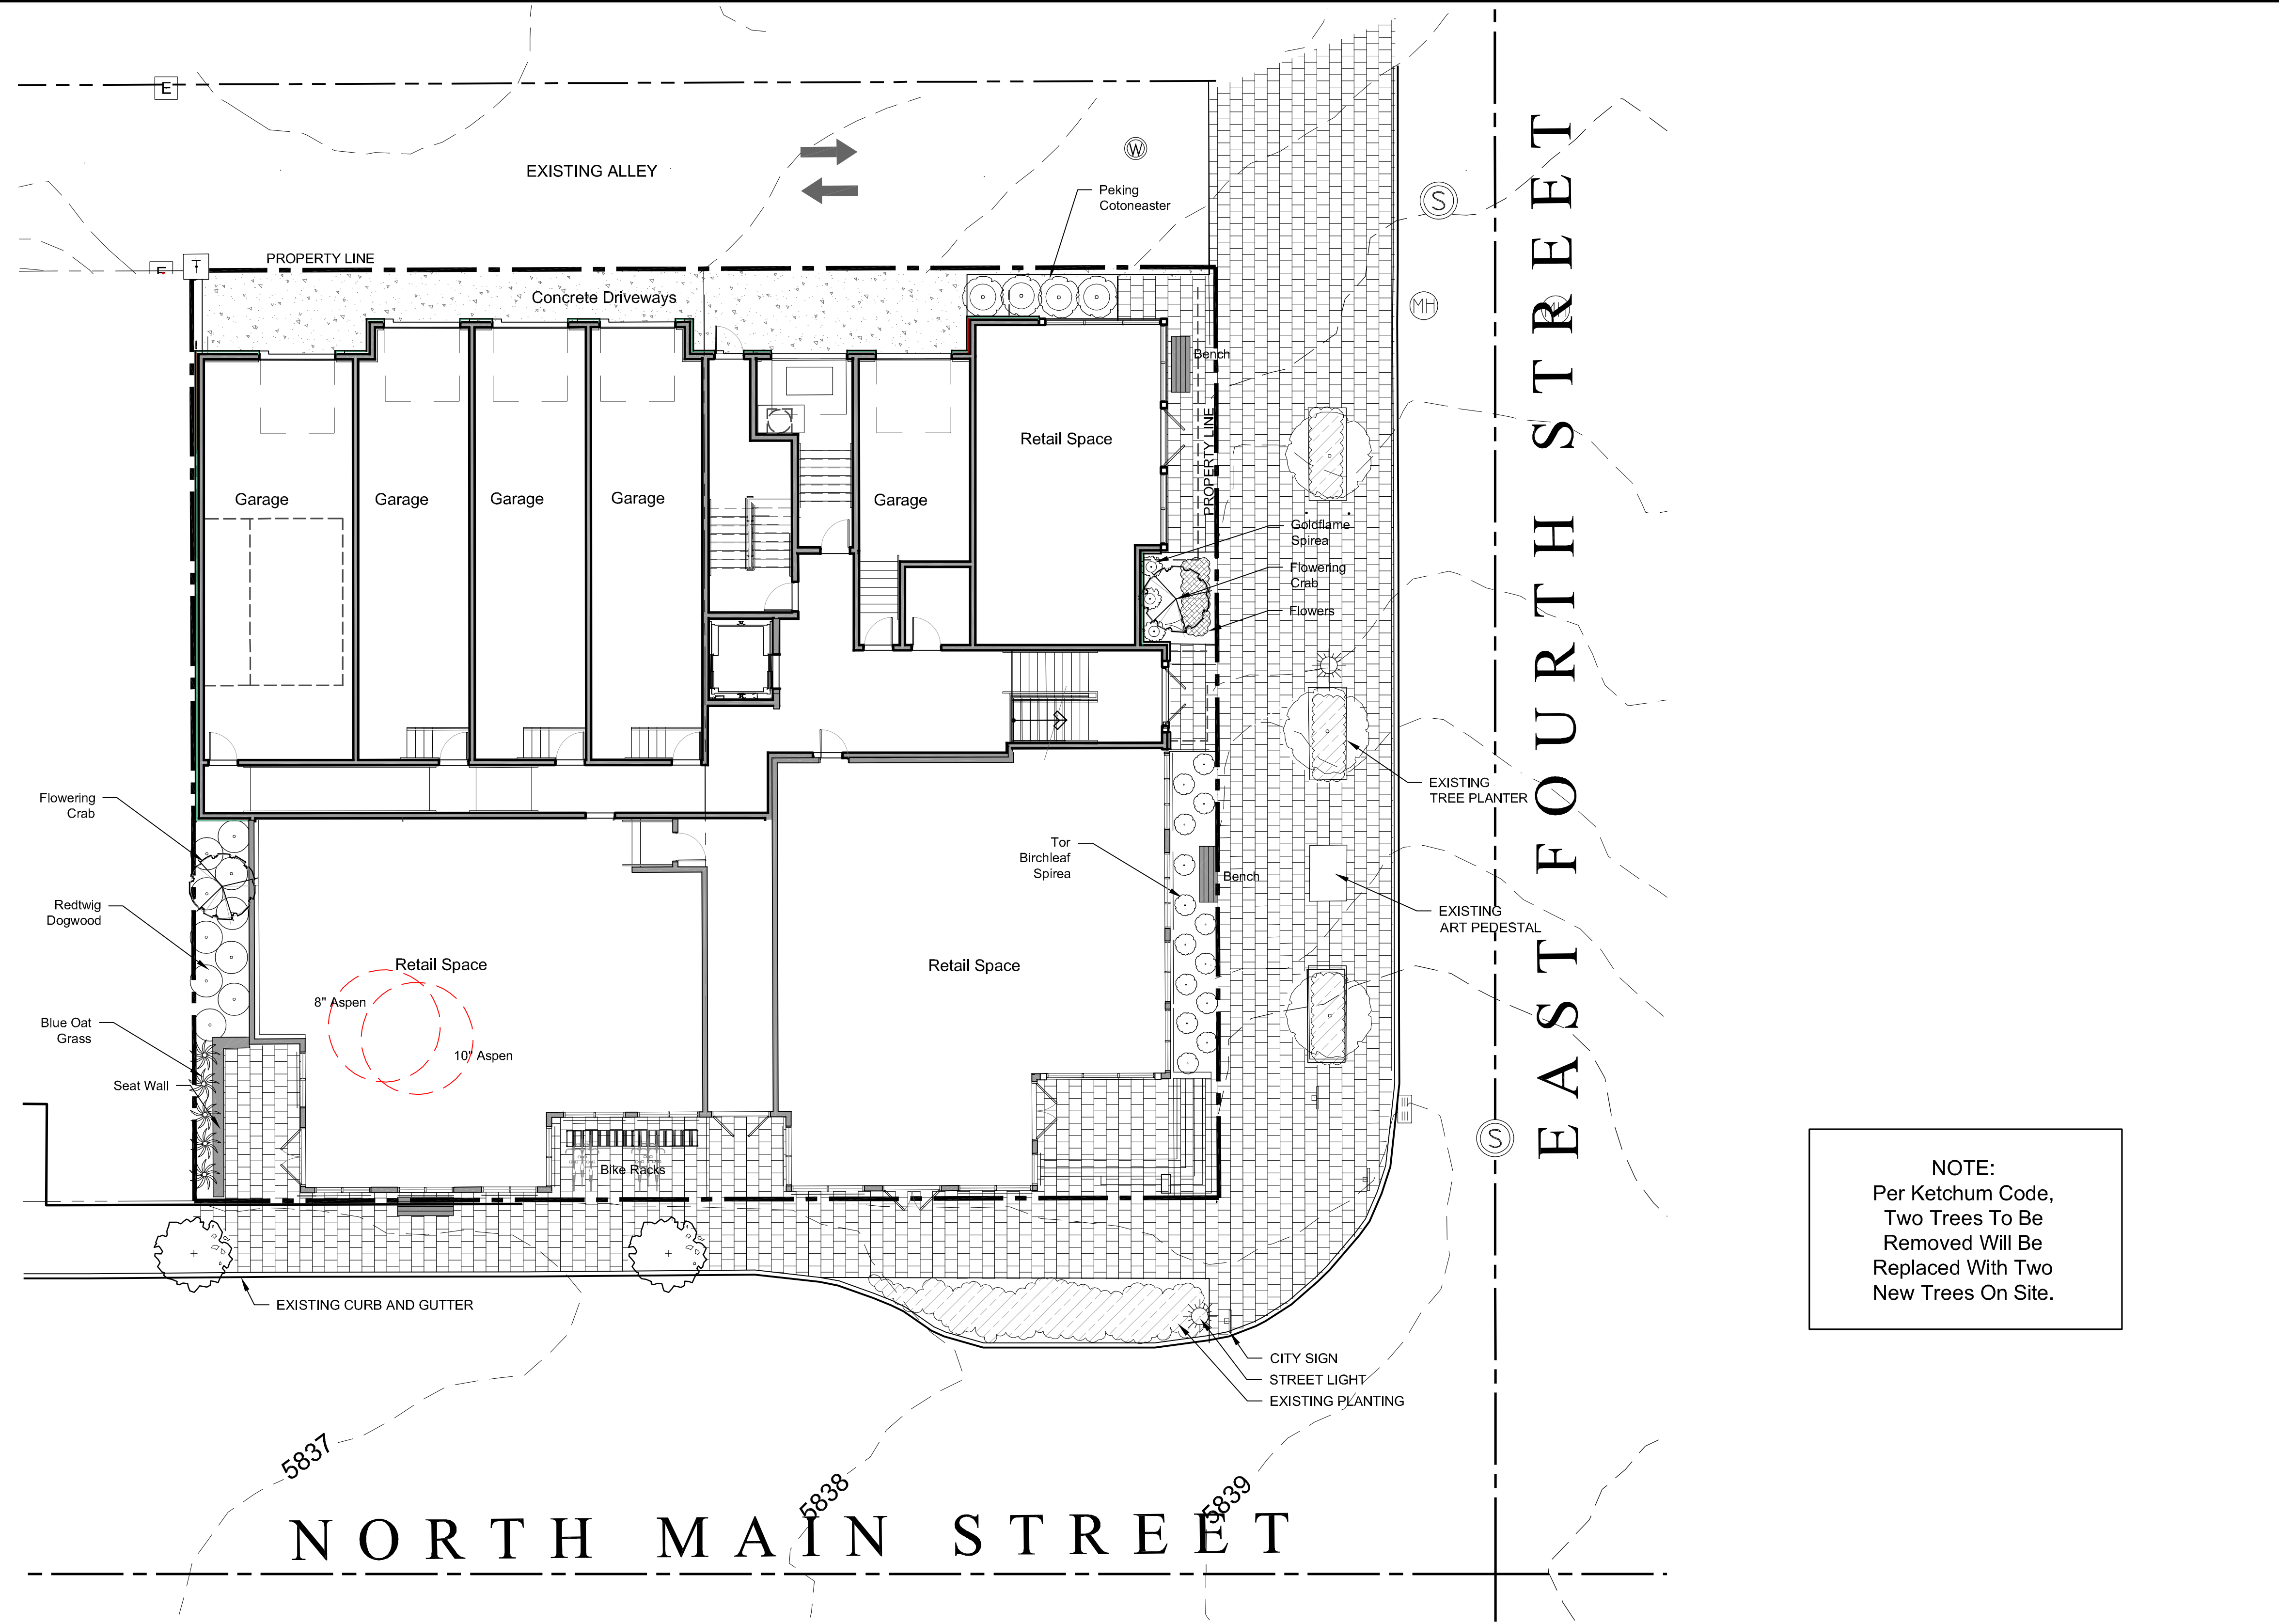 E
EXISTING ALLEY
W
Peking
Cotoneaster
S
T
PROPERTY LINE
Concrete Driveways
MH
Bench
PROPERTY LINE
Retail Space
Garage
Garage
Garage
Garage
Garage
Goldflame
Spirea
Flowering
Crab
Flowers
EXISTING
TREE PLANTER
Flowering
Crab
Tor
Birchleaf
Spirea
Bench
Redtwig
Dogwood
EXISTING
ART PEDESTAL
Retail Space
Retail Space
8" Aspen
10" Aspen
Blue Oat
Grass
Seat Wall
S
Bike Racks
EXISTING CURB AND GUTTER
CITY SIGN
STREET LIGHT
EXISTING PLANTING
5837
5838
5839
NORTH MAIN STREET
EAST FOURTH STREET
NOTE:
Per Ketchum Code,
Two Trees To Be
Removed Will Be
Replaced With Two
New Trees On Site.